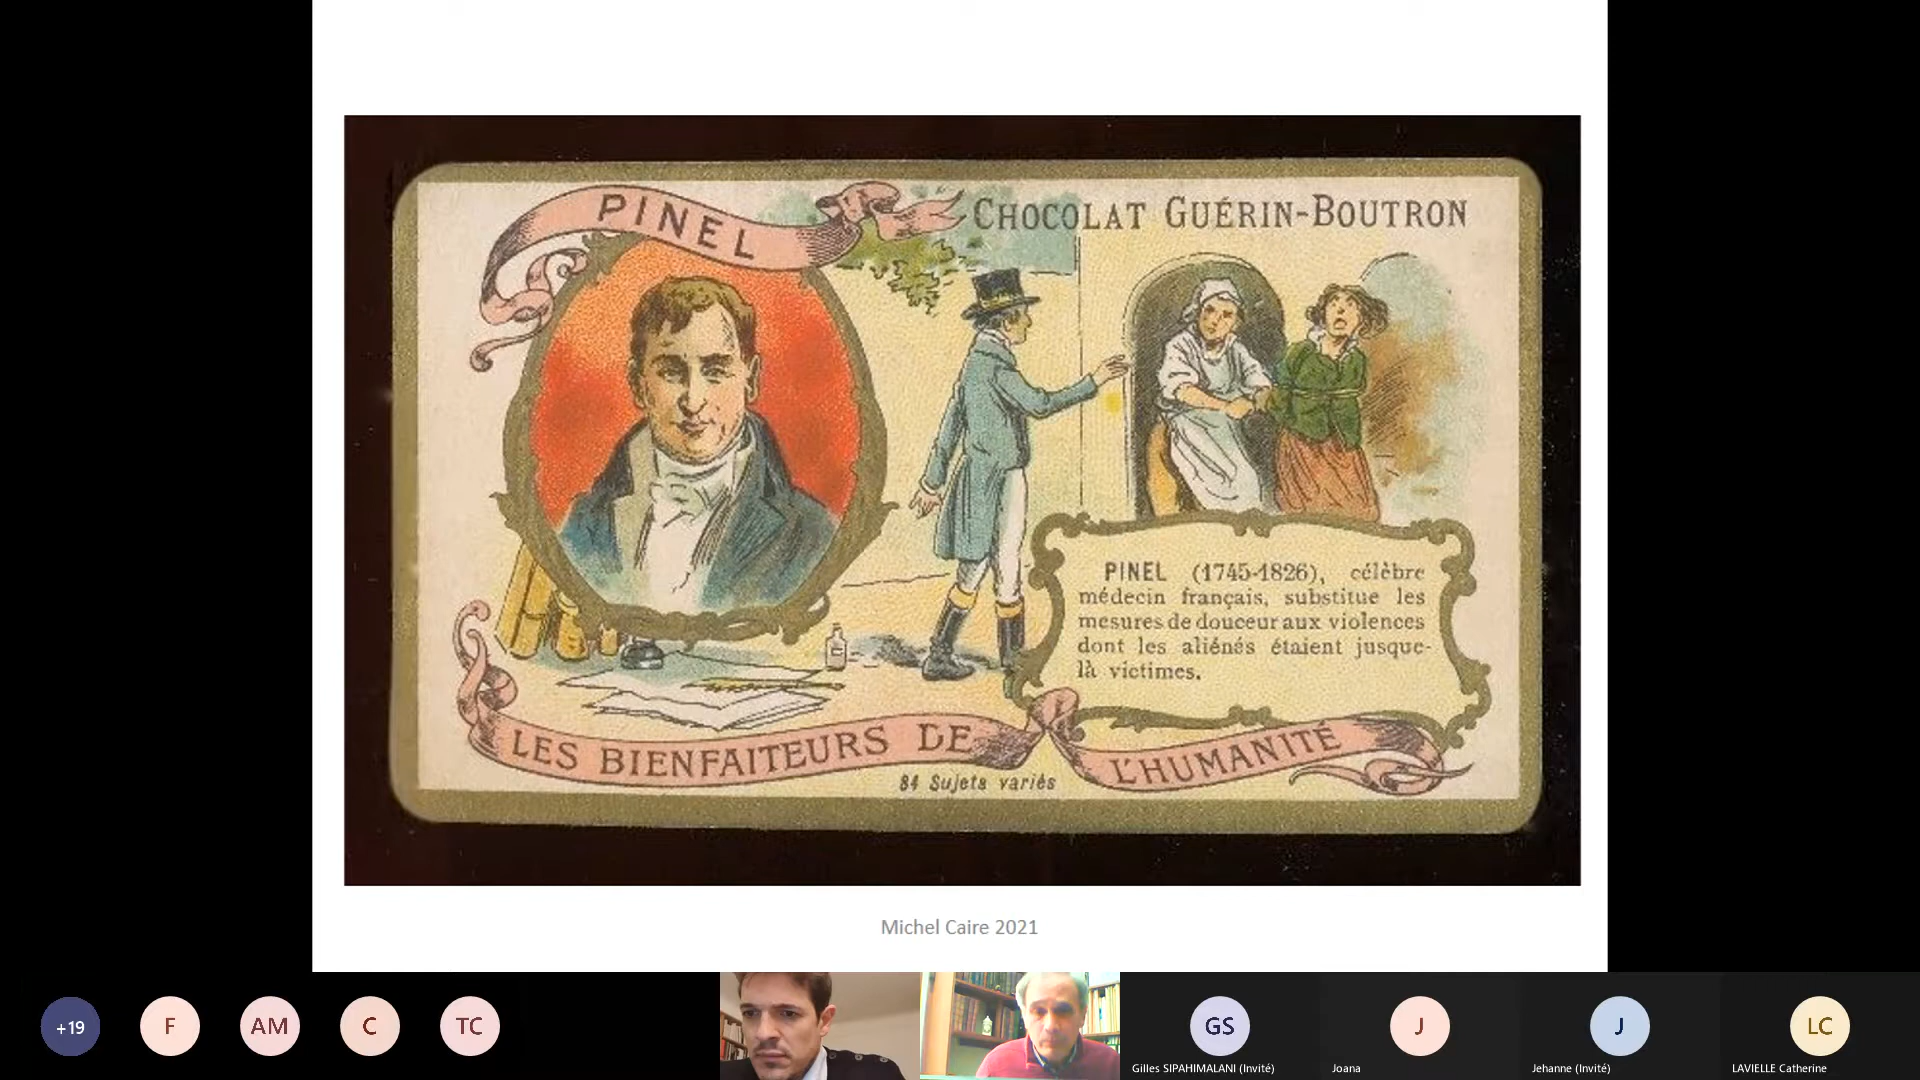 PINEL
CHOCOLAT GUÉRIN-BOUTRON
PINEL (1745-1826), célèbre
médecin français, substitue les
mesures de douceur aux violences
dont les aliénés étaient jusque-
là victimes.
LES BIENFAITEURS DE L'HUMANITÉ
84 Sujets variés
Michel Caire 2021
+19
F
AM
C
TC
GS
J
J
LC
Gilles SIPAHIMALANI (Invité)
Joana
Jehanne (Invité)
LAVIELLE Catherine